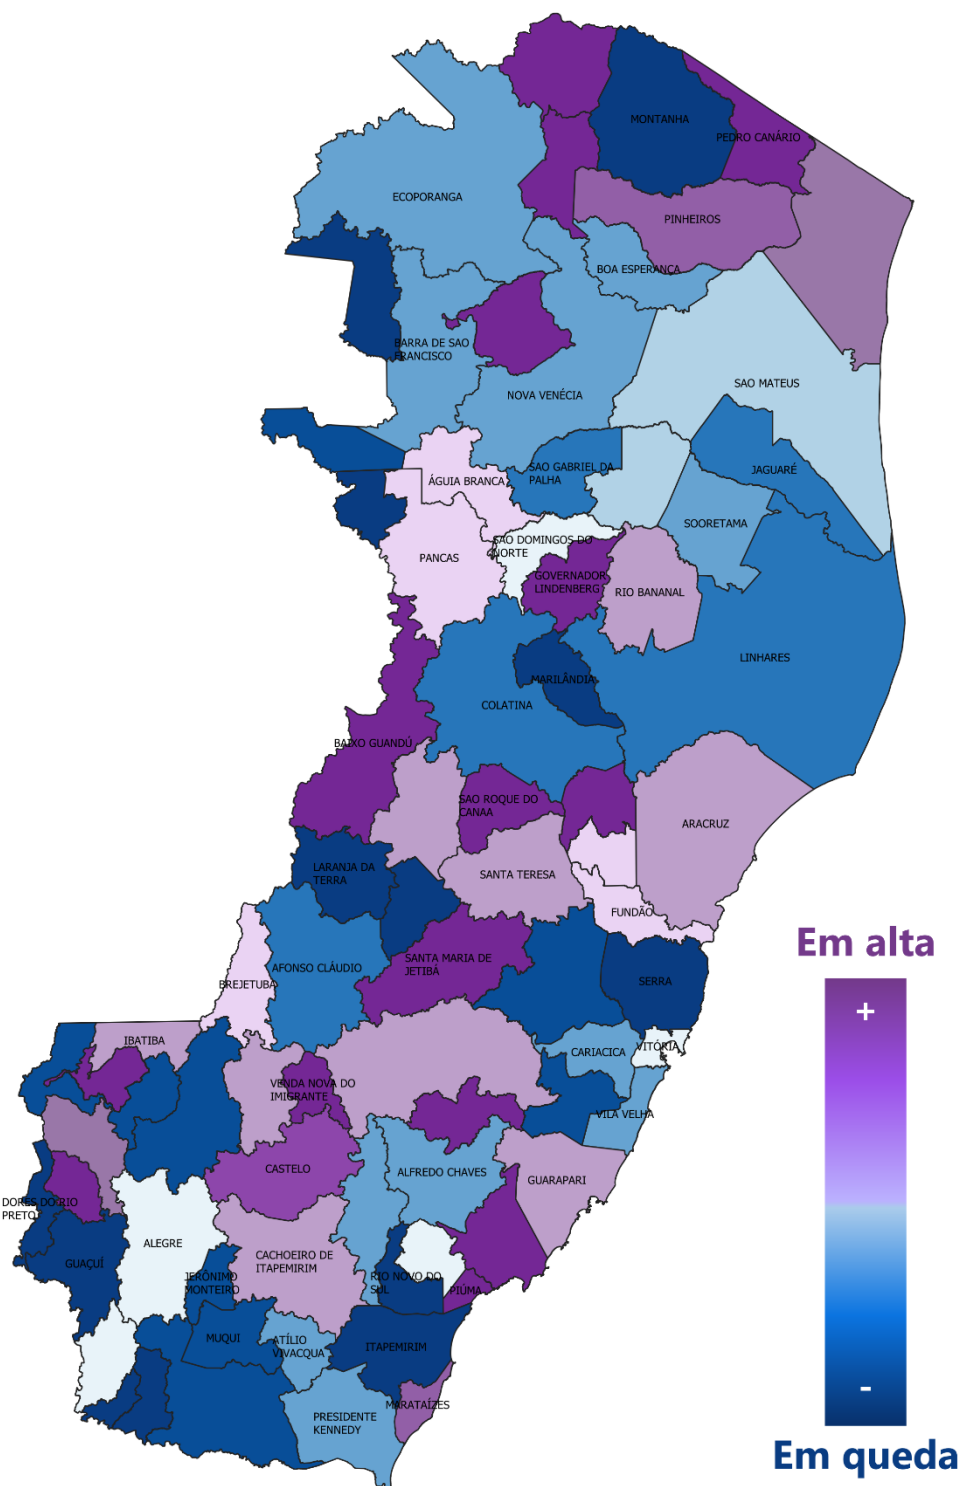 MONTANHA
PEDRO CANÁRIO
ECOPORANGA
PINHEIROS
BOA ESPERANÇA
BARRA DE SAO
FRANCISCO
SAO MATEUS
NOVA VENÉCIA
SAO GABRIEL DA
PALHA
JAGUARÉ
ÁGUIA BRANCA
SOORETAMA
SAO DOMINGOS DO
NORTE
PANCAS
GOVERNADOR
LINDENBERG
RIO BANANAL
LINHARES
MARILÂNDIA
COLATINA
BAIXO GUANDÚ
SAO ROQUE DO
CANAA
ARACRUZ
LARANJA DA
TERRA
SANTA TERESA
FUNDÃO
Em alta
SANTA MARIA DE
JETIBÁ
AFONSO CLÁUDIO
SERRA
BREJETUBA
+
IBATIBA
VITÓRIA
CARIACICA
VENDA NOVA DO
IMIGRANTE
VILA VELHA
CASTELO
ALFREDO CHAVES
GUARAPARI
DORES DO RIO
PRETO
ALEGRE
CACHOEIRO DE
ITAPEMIRIM
GUAÇUÍ
JERÔNIMO
MONTEIRO
RIO NOVO DO
SUL
PIÚMA
MUQUI
ATÍLIO
VIVACQUA
ITAPEMIRIM
-
MARATAÍZES
PRESIDENTE
KENNEDY
Em queda